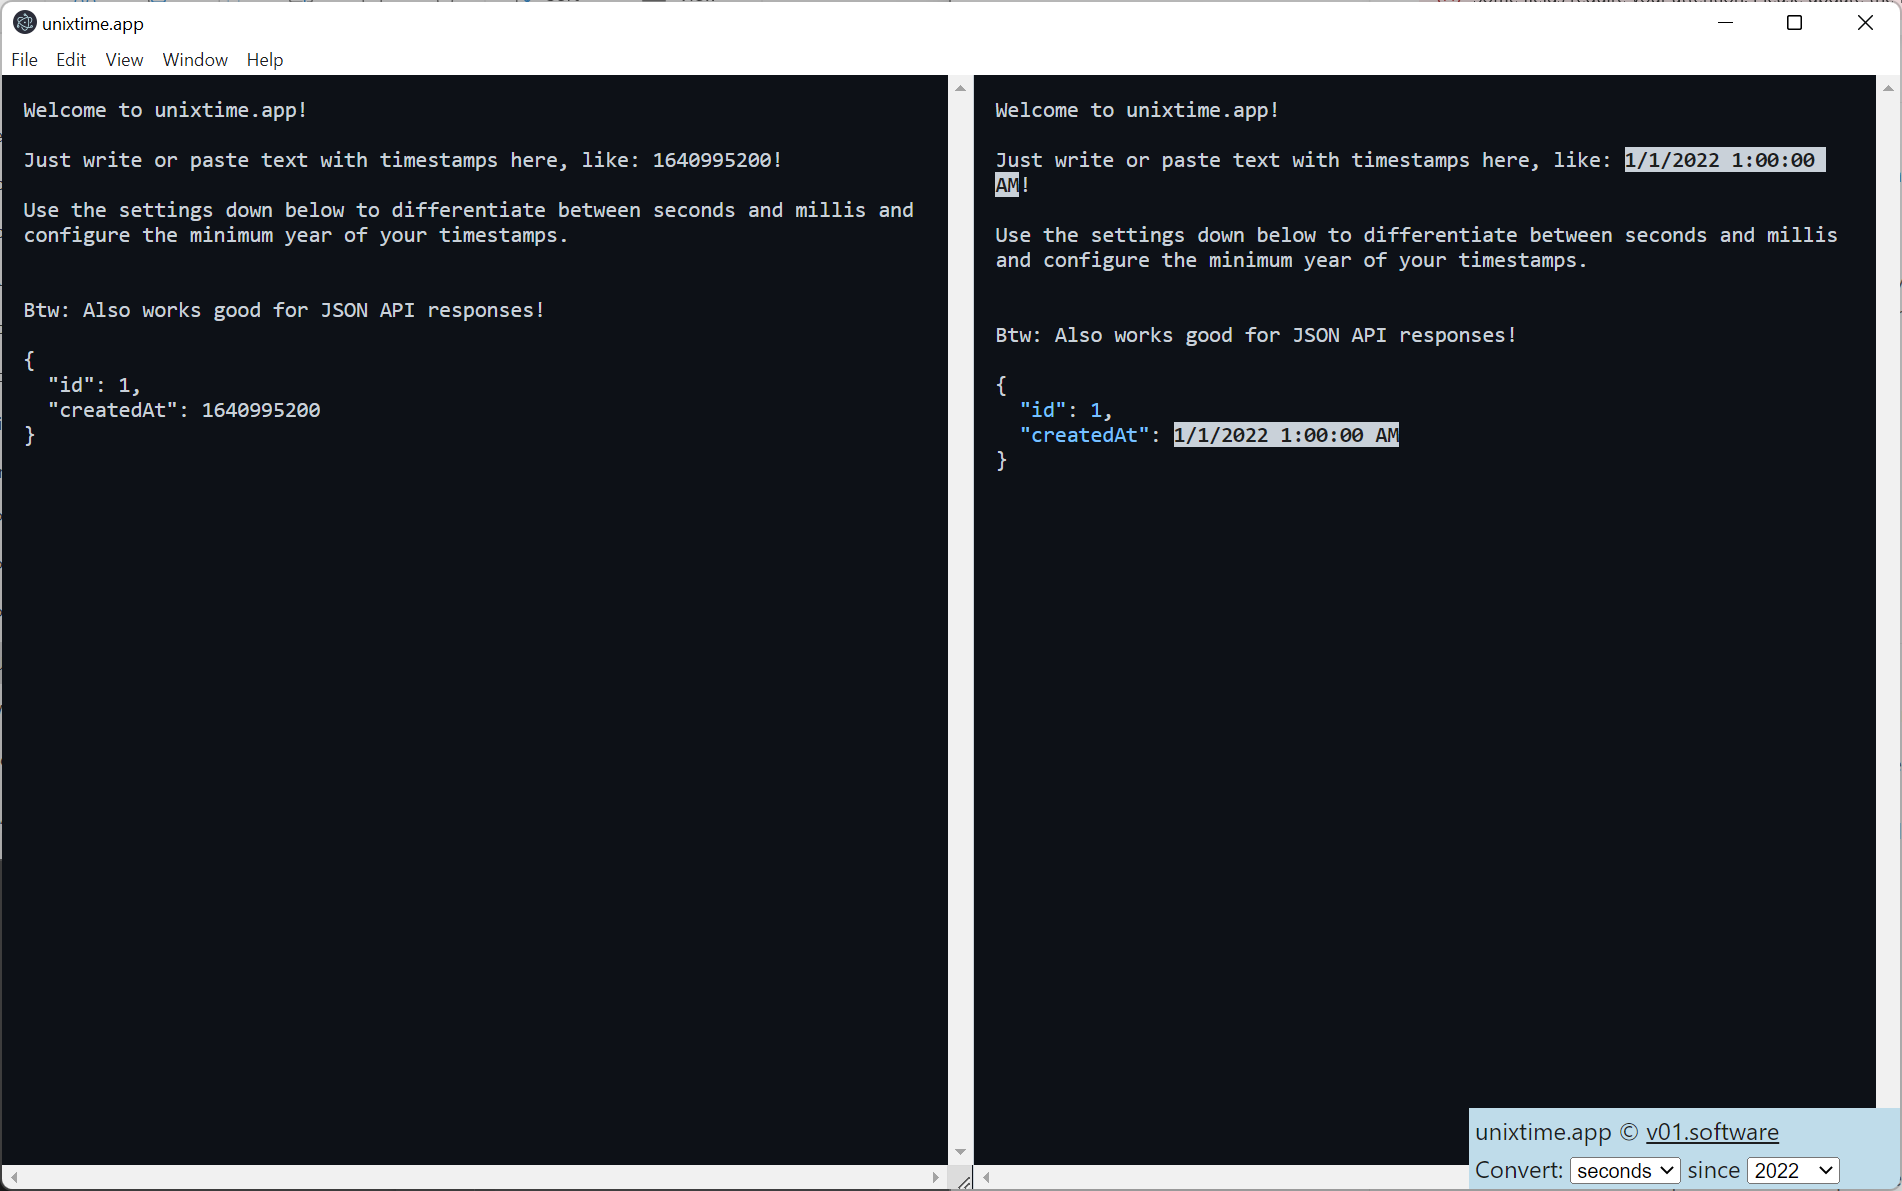 unixtime.app
File Edit View Window Help
Welcome to unixtime.app!
Just write or paste text with timestamps here, like: 1640995200!
Use the settings down below to differentiate between seconds and millis and
configure the minimum year of your timestamps.
Btw: Also works good for JSON API responses!
{
"id": 1,
"createdAt": 1640995200
}
Welcome to unixtime.app!
Just write or paste text with timestamps here, like: 1/1/2022 1:00:00
AM!
Use the settings down below to differentiate between seconds and millis
and configure the minimum year of your timestamps.
Btw: Also works good for JSON API responses!
{
"id": 1,
"createdAt": 1/1/2022 1:00:00 AM
}
unixtime.app © v01.software
Convert: seconds since 2022